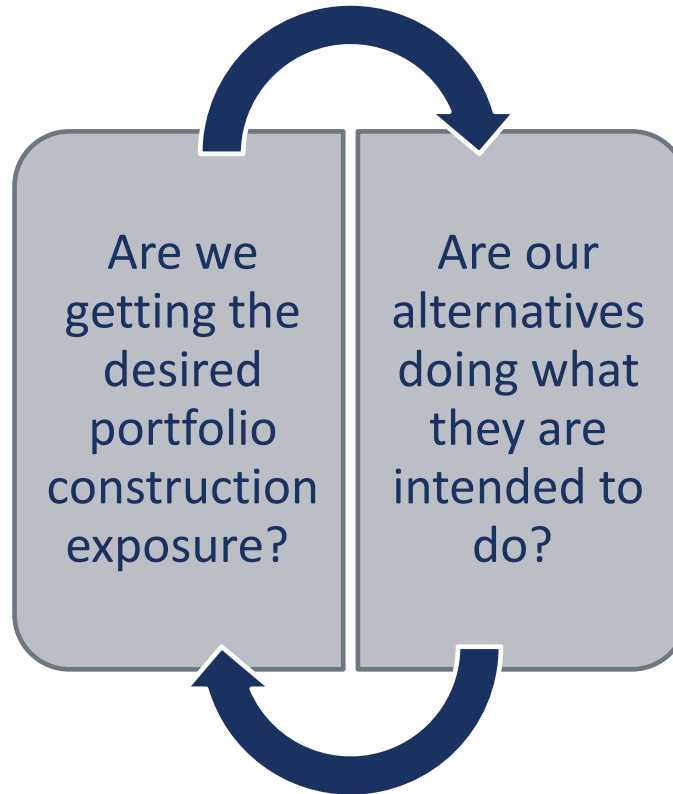 Are we
getting the
desired
portfolio
construction
exposure?
Are our
alternatives
doing what
they are
intended to
do?